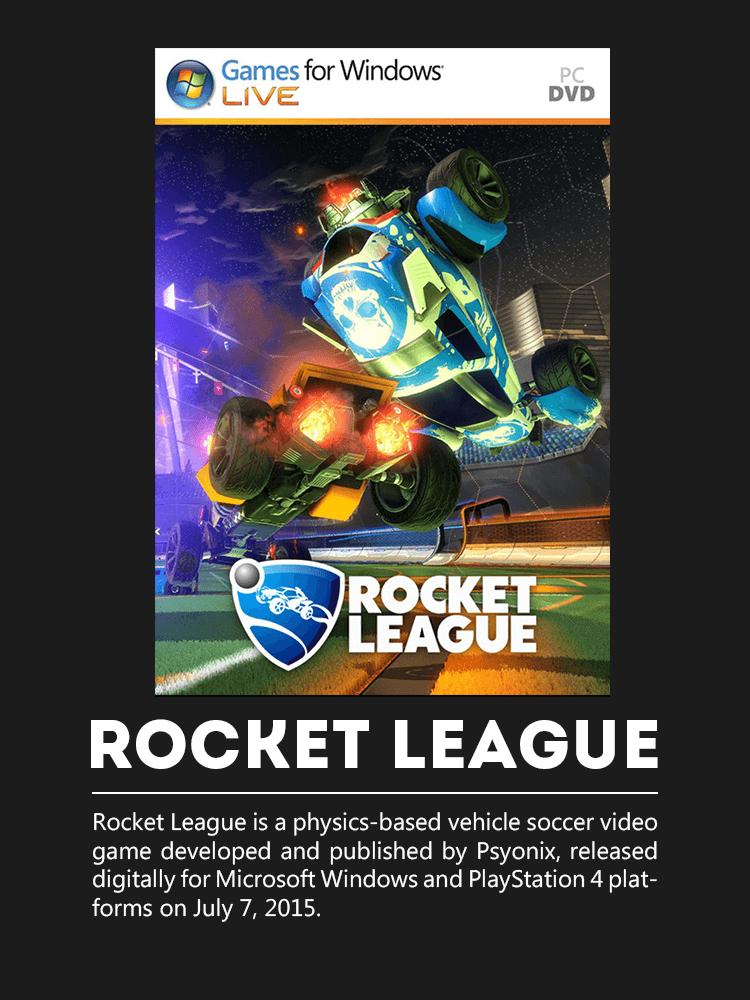 Games for Windows
LIVE
PC
DVD
ROCKET
LEAGUE
ROCKET LEAGUE
Rocket League is a physics-based vehicle soccer video
game developed and published by Psyonix, released
digitally for Microsoft Windows and PlayStation 4 plat-
forms on July 7, 2015.